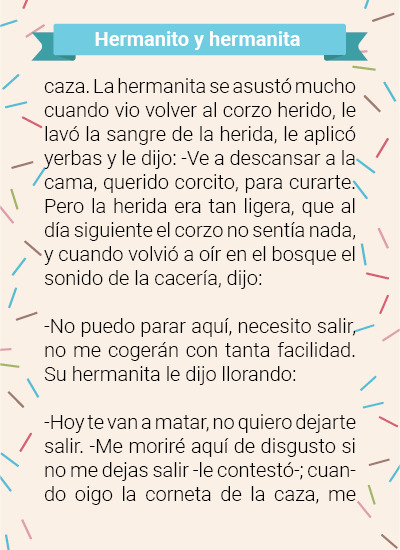 Hermanito y hermanita
caza. La hermanita se asustó mucho
cuando vio volver al corzo herido, le
lavó la sangre de la herida, le aplicó
yerbas y le dijo: -Ve a descansar a la
cama, querido corcito, para curarte.
Pero la herida era tan ligera, que al
día siguiente el corzo no sentía nada,
y cuando volvió a oír en el bosque el
sonido de la cacería, dijo:
-No puedo parar aquí, necesito salir,
no me cogerán con tanta facilidad.
Su hermanita le dijo llorando:
-Hoy te van a matar, no quiero dejarte
salir. -Me moriré aquí de disgusto si
no me dejas salir -le contestó-; cuan-
do oigo la corneta de la caza, me